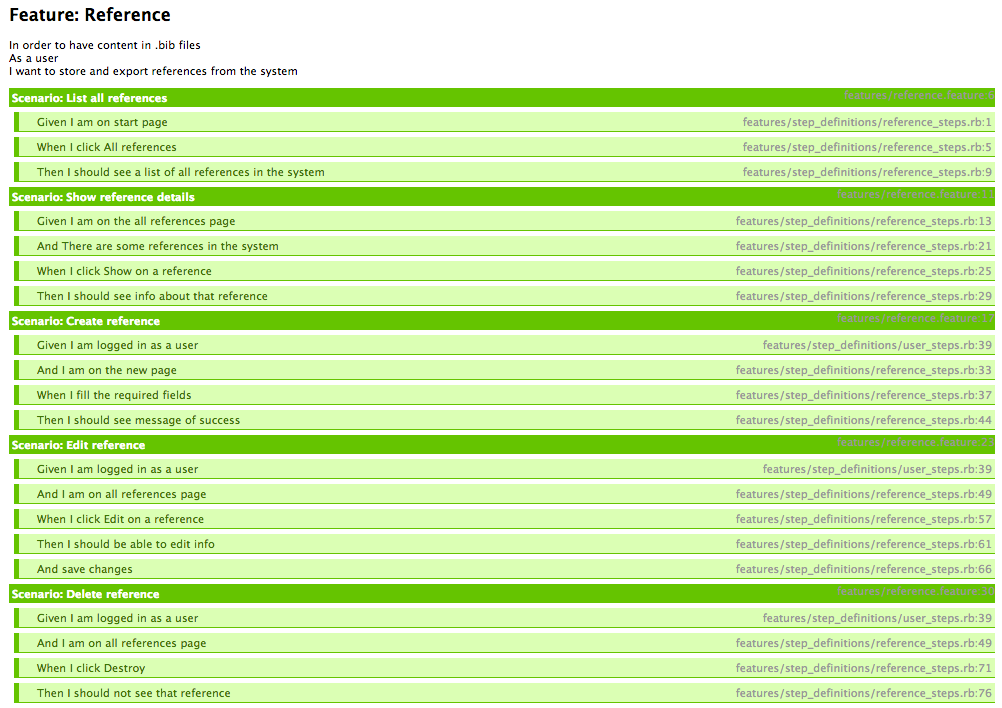 Feature: Reference
In order to have content in .bib files
As a user
I want to store and export references from the system
Scenario: List all references features/reference.feature:6
Given I am on start page features/step_definitions/reference_steps.rb:1
When I click All references features/step_definitions/reference_steps.rb:5
Then I should see a list of all references in the system features/step_definitions/reference_steps.rb:9
Scenario: Show reference details features/reference.feature:11
Given I am on the all references page features/step_definitions/reference_steps.rb:13
And There are some references in the system features/step_definitions/reference_steps.rb:21
When I click Show on a reference features/step_definitions/reference_steps.rb:25
Then I should see info about that reference features/step_definitions/reference_steps.rb:29
Scenario: Create reference features/reference.feature:17
Given I am logged in as a user features/step_definitions/user_steps.rb:39
And I am on the new page features/step_definitions/reference_steps.rb:33
When I fill the required fields features/step_definitions/reference_steps.rb:37
Then I should see message of success features/step_definitions/reference_steps.rb:44
Scenario: Edit reference features/reference.feature:23
Given I am logged in as a user features/step_definitions/user_steps.rb:39
And I am on all references page features/step_definitions/reference_steps.rb:49
When I click Edit on a reference features/step_definitions/reference_steps.rb:57
Then I should be able to edit info features/step_definitions/reference_steps.rb:61
And save changes features/step_definitions/reference_steps.rb:66
Scenario: Delete reference features/reference.feature:30
Given I am logged in as a user features/step_definitions/user_steps.rb:39
And I am on all references page features/step_definitions/reference_steps.rb:49
When I click Destroy features/step_definitions/reference_steps.rb:71
Then I should not see that reference features/step_definitions/reference_steps.rb:76